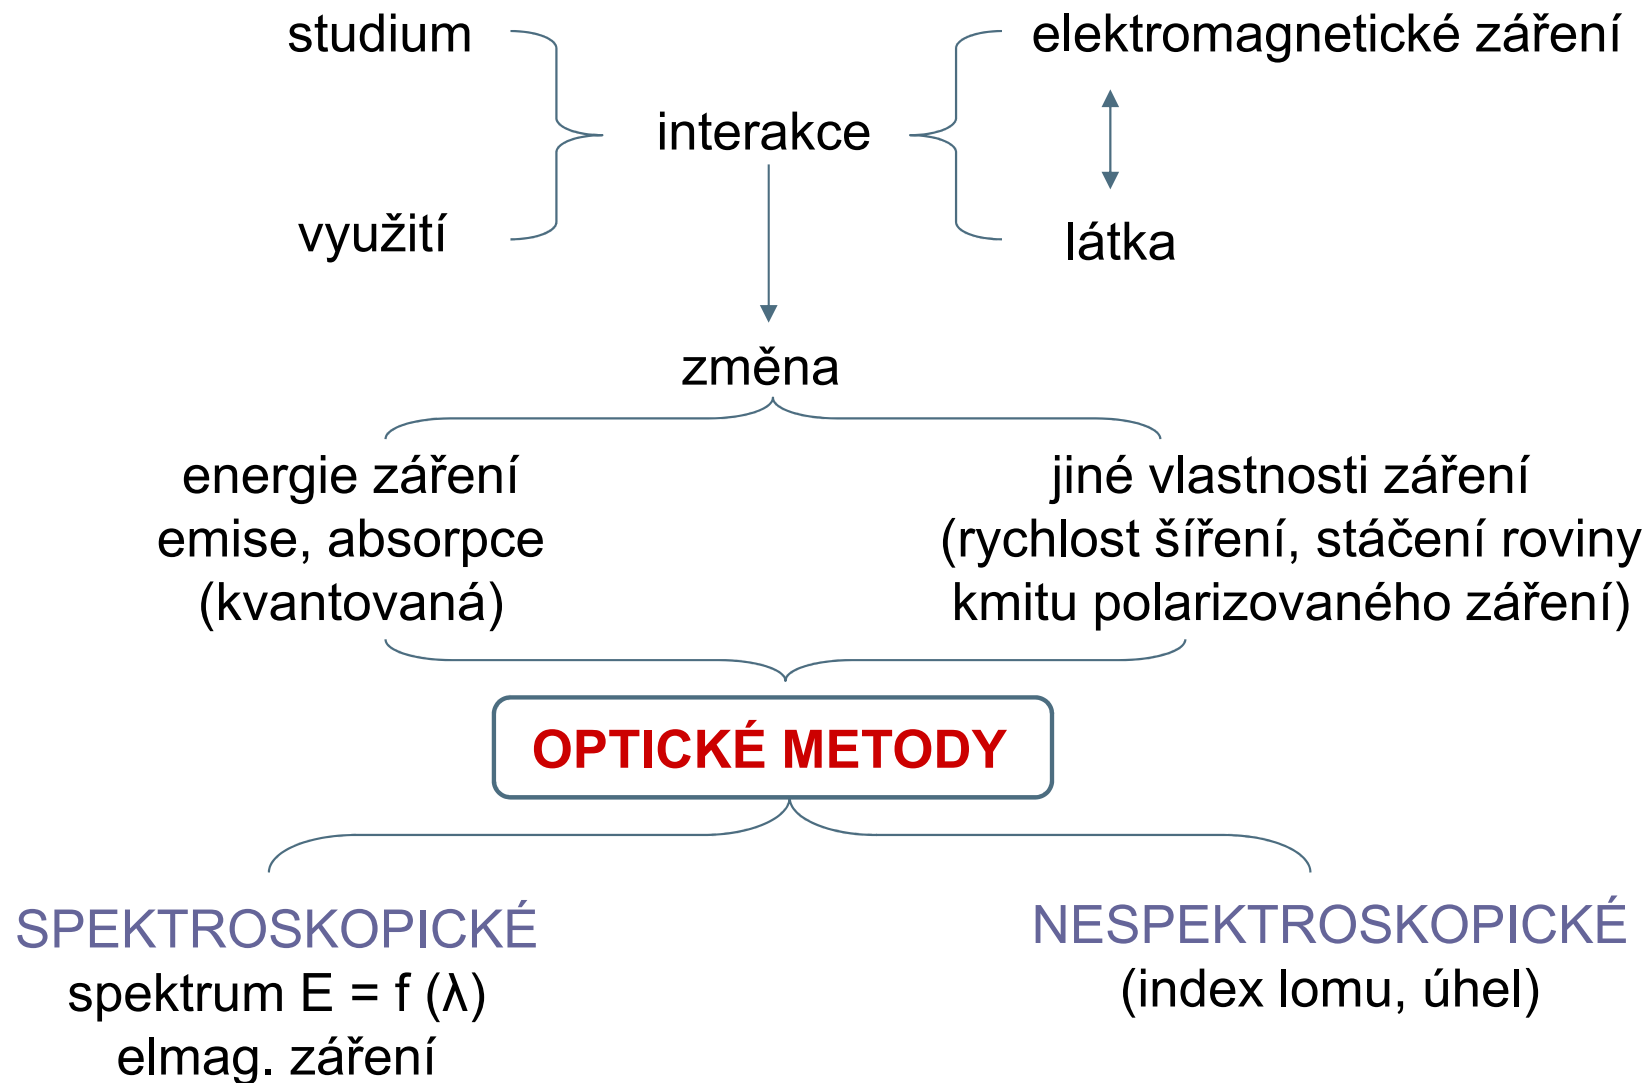 studium
elektromagnetické záření
interakce
využití
látka
změna
energie záření
emise, absorpce
(kvantovaná)
jiné vlastnosti záření
(rychlost šíření, stáčení roviny
kmitu polarizovaného záření)
OPTICKÉ METODY
SPEKTROSKOPICKÉ
spektrum E = f (λ)
elmag. záření
NESPEKTROSKOPICKÉ
(index lomu, úhel)